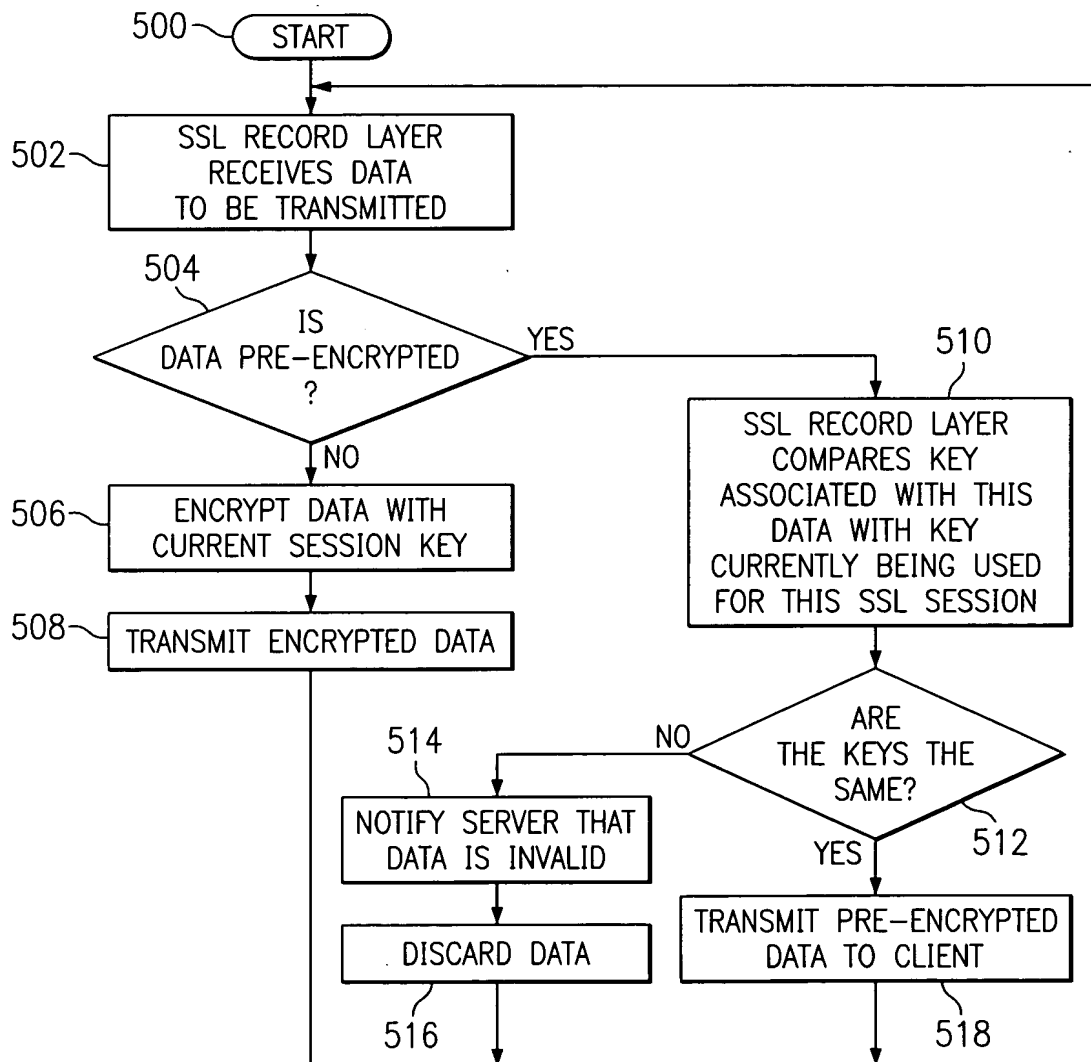 500
START
502
SSL RECORD LAYER
RECEIVES DATA
TO BE TRANSMITTED
504
IS
DATA PRE-ENCRYPTED
?
YES
NO
506
ENCRYPT DATA WITH
CURRENT SESSION KEY
508
TRANSMIT ENCRYPTED DATA
510
SSL RECORD LAYER
COMPARES KEY
ASSOCIATED WITH THIS
DATA WITH KEY
CURRENTLY BEING USED
FOR THIS SSL SESSION
ARE
THE KEYS THE
SAME?
512
NO
YES
514
NOTIFY SERVER THAT
DATA IS INVALID
DISCARD DATA
516
TRANSMIT PRE-ENCRYPTED
DATA TO CLIENT
518